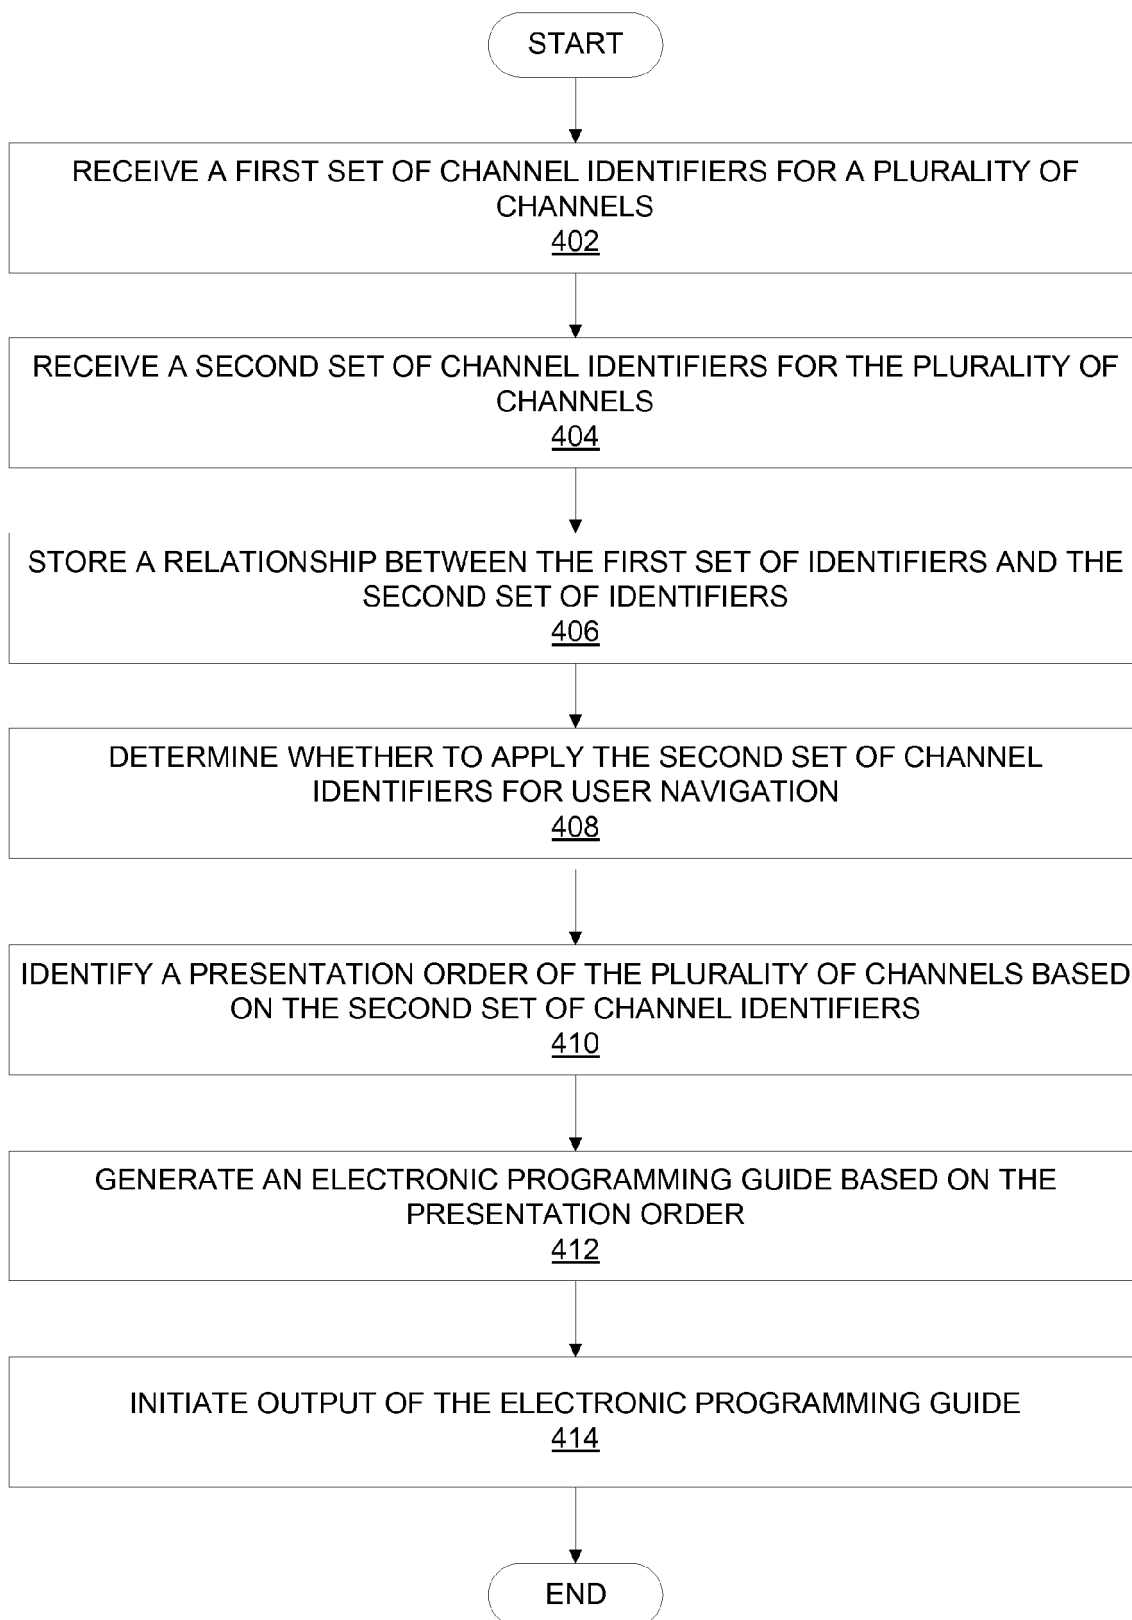 START
RECEIVE A FIRST SET OF CHANNEL IDENTIFIERS FOR A PLURALITY OF
CHANNELS
402
RECEIVE A SECOND SET OF CHANNEL IDENTIFIERS FOR THE PLURALITY OF
CHANNELS
404
STORE A RELATIONSHIP BETWEEN THE FIRST SET OF IDENTIFIERS AND THE
SECOND SET OF IDENTIFIERS
406
DETERMINE WHETHER TO APPLY THE SECOND SET OF CHANNEL
IDENTIFIERS FOR USER NAVIGATION
408
IDENTIFY A PRESENTATION ORDER OF THE PLURALITY OF CHANNELS BASED
ON THE SECOND SET OF CHANNEL IDENTIFIERS
410
GENERATE AN ELECTRONIC PROGRAMMING GUIDE BASED ON THE
PRESENTATION ORDER
412
INITIATE OUTPUT OF THE ELECTRONIC PROGRAMMING GUIDE
414
END